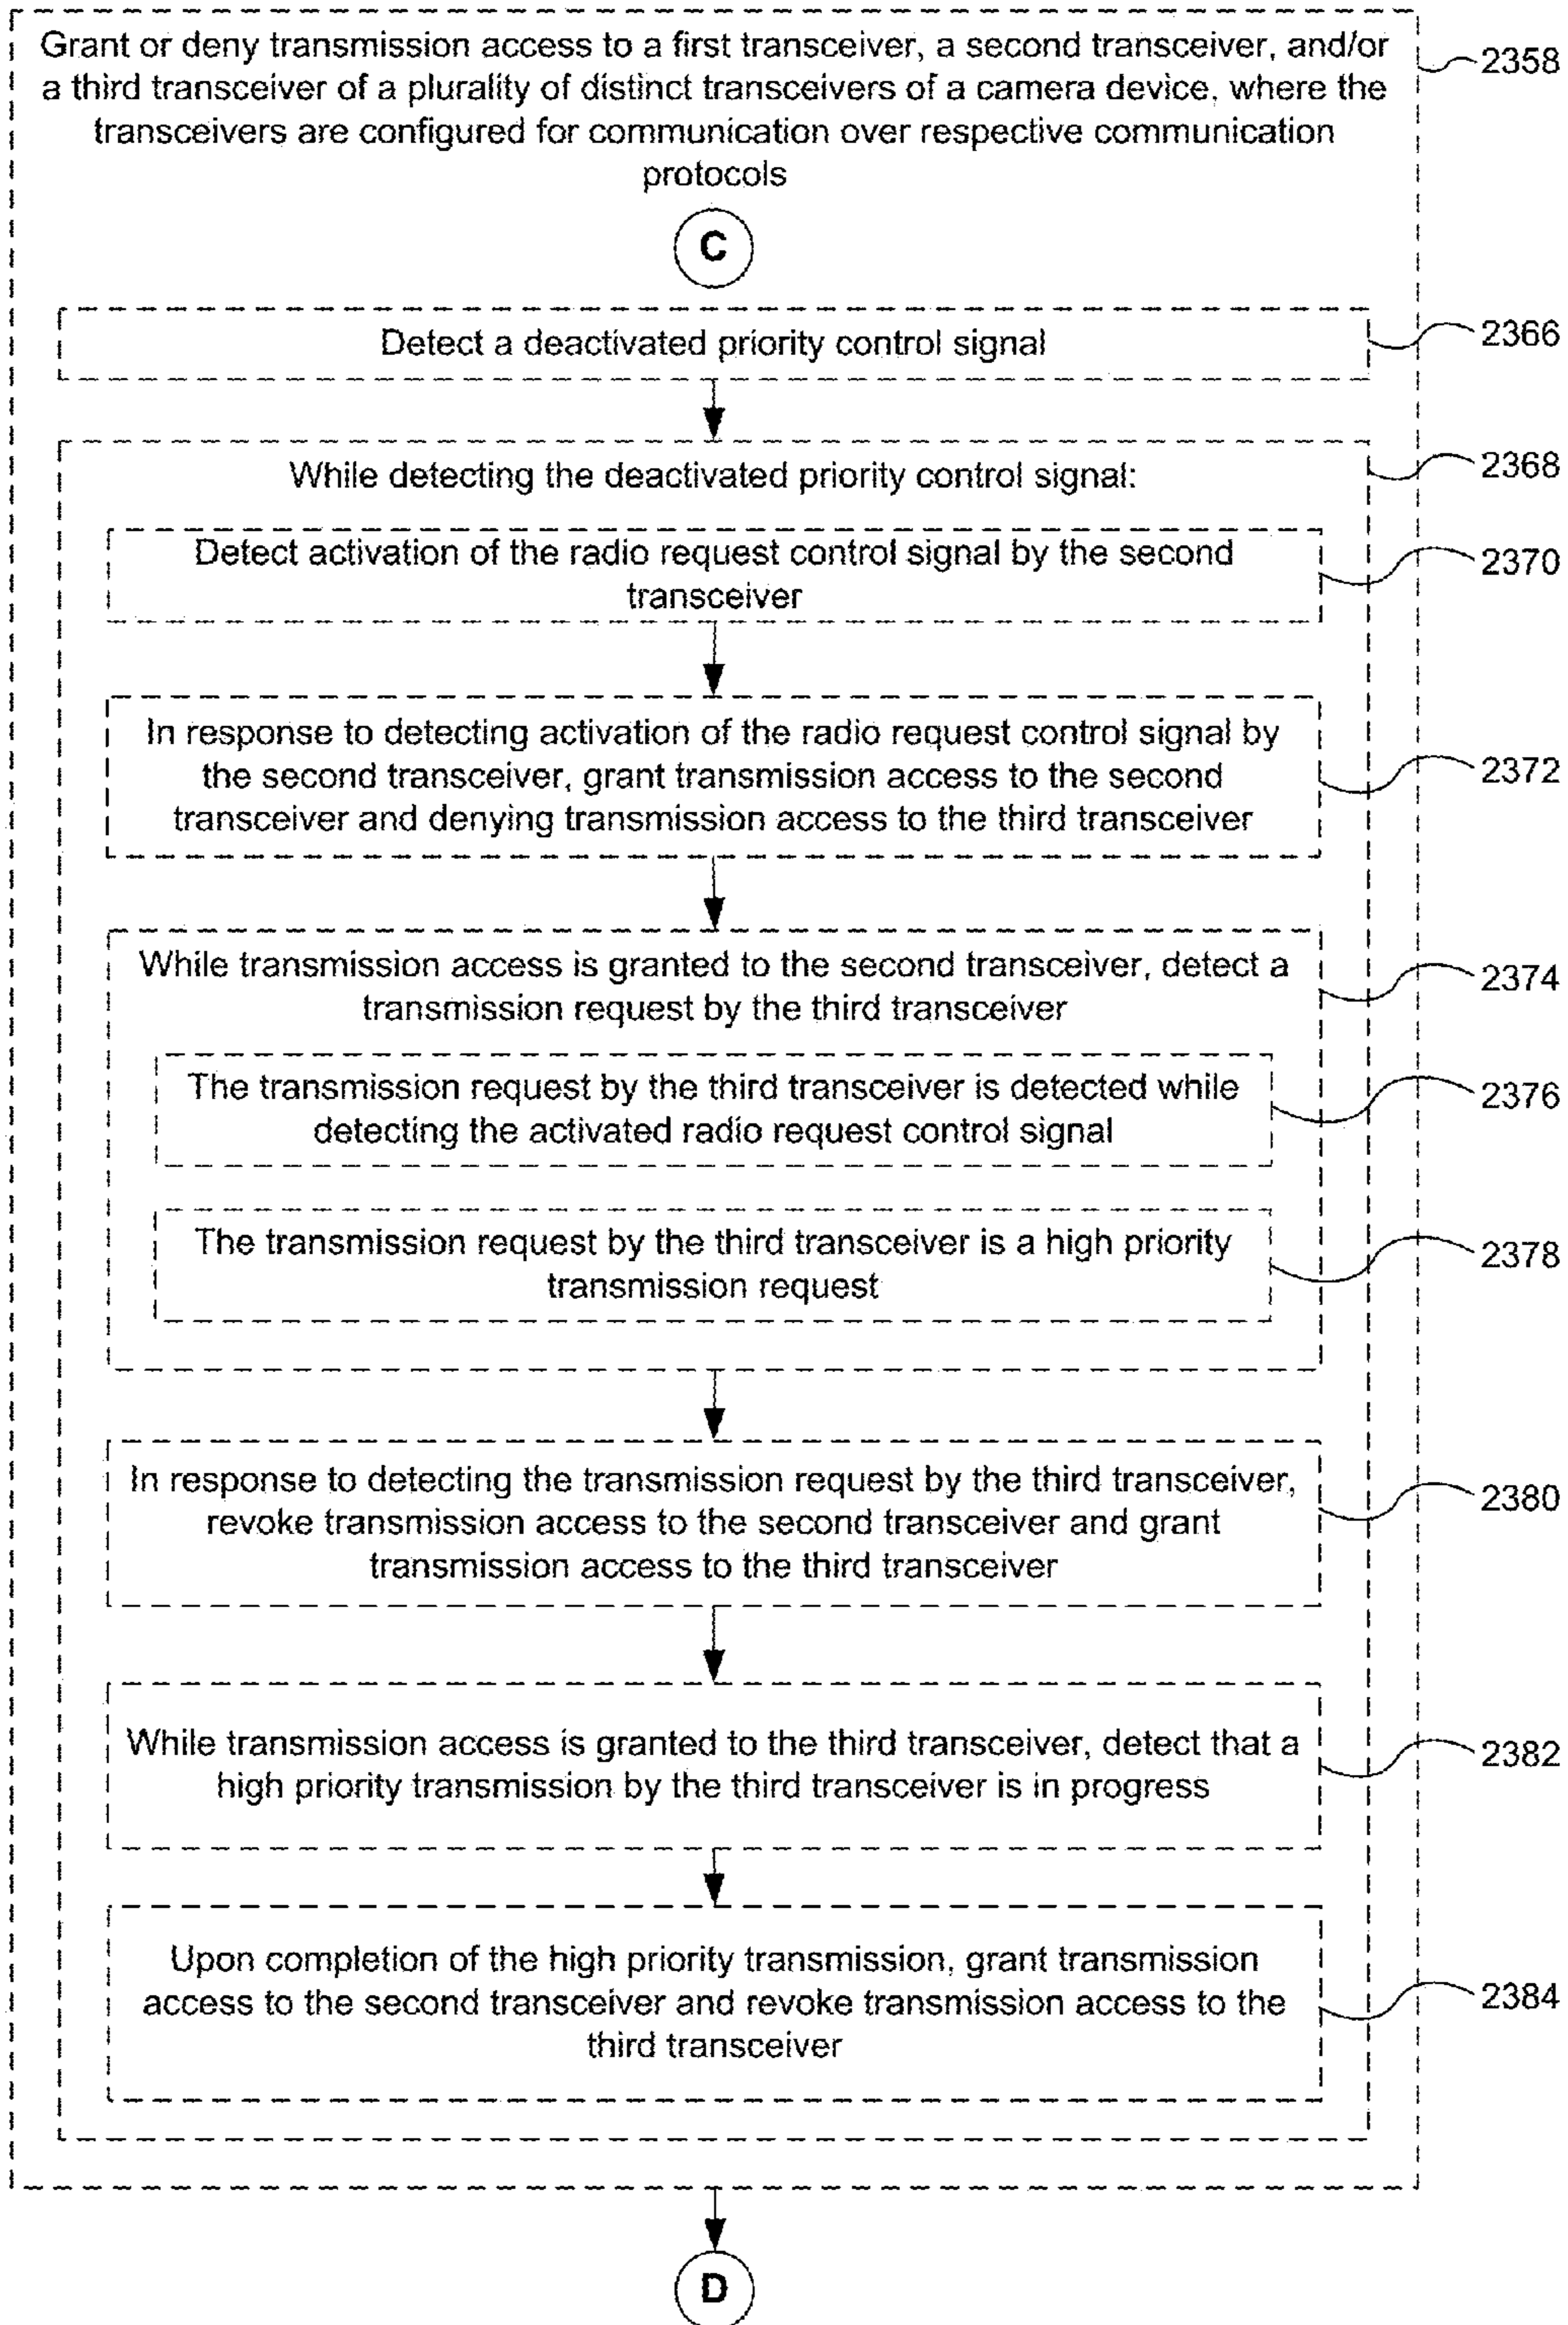 Grant or deny transmission access to a first transceiver, a second transceiver, and/or
a third transceiver of a plurality of distinct transceivers of a camera device, where the
transceivers are configured for communication over respective communication
protocols
2358
C
Detect a deactivated priority control signal
2366
While detecting the deactivated priority control signal:
2368
Detect activation of the radio request control signal by the second
transceiver
2370
In response to detecting activation of the radio request control signal by
the second transceiver, grant transmission access to the second
transceiver and denying transmission access to the third transceiver
2372
While transmission access is granted to the second transceiver, detect a
transmission request by the third transceiver
2374
The transmission request by the third transceiver is detected while
detecting the activated radio request control signal
2376
The transmission request by the third transceiver is a high priority
transmission request
2378
In response to detecting the transmission request by the third transceiver,
revoke transmission access to the second transceiver and grant
transmission access to the third transceiver
2380
While transmission access is granted to the third transceiver, detect that a
high priority transmission by the third transceiver is in progress
2382
Upon completion of the high priority transmission, grant transmission
access to the second transceiver and revoke transmission access to the
third transceiver
2384
D